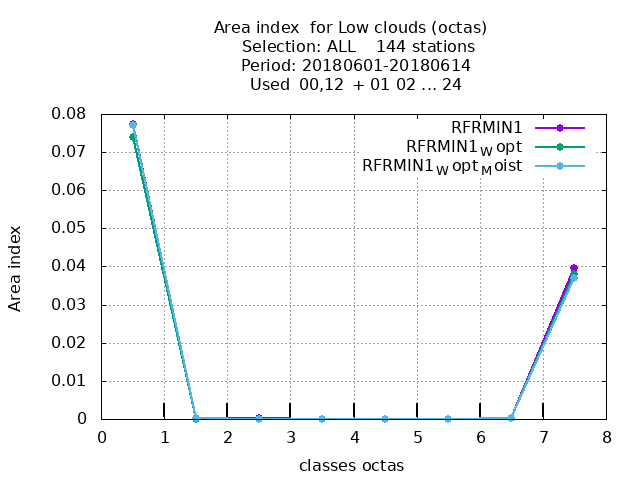 Area index  for Low clouds (octas)
Selection: ALL    144 stations
Period: 20180601-20180614
Used  00,12  + 01 02 ... 24
RFRMIN1
RFRMIN1Wopt
RFRMIN1WoptMoist
0.08
0.07
0.06
0.05
0.04
0.03
0.02
0.01
0
Area index
0 1 2 3 4 5 6 7 8
classes octas